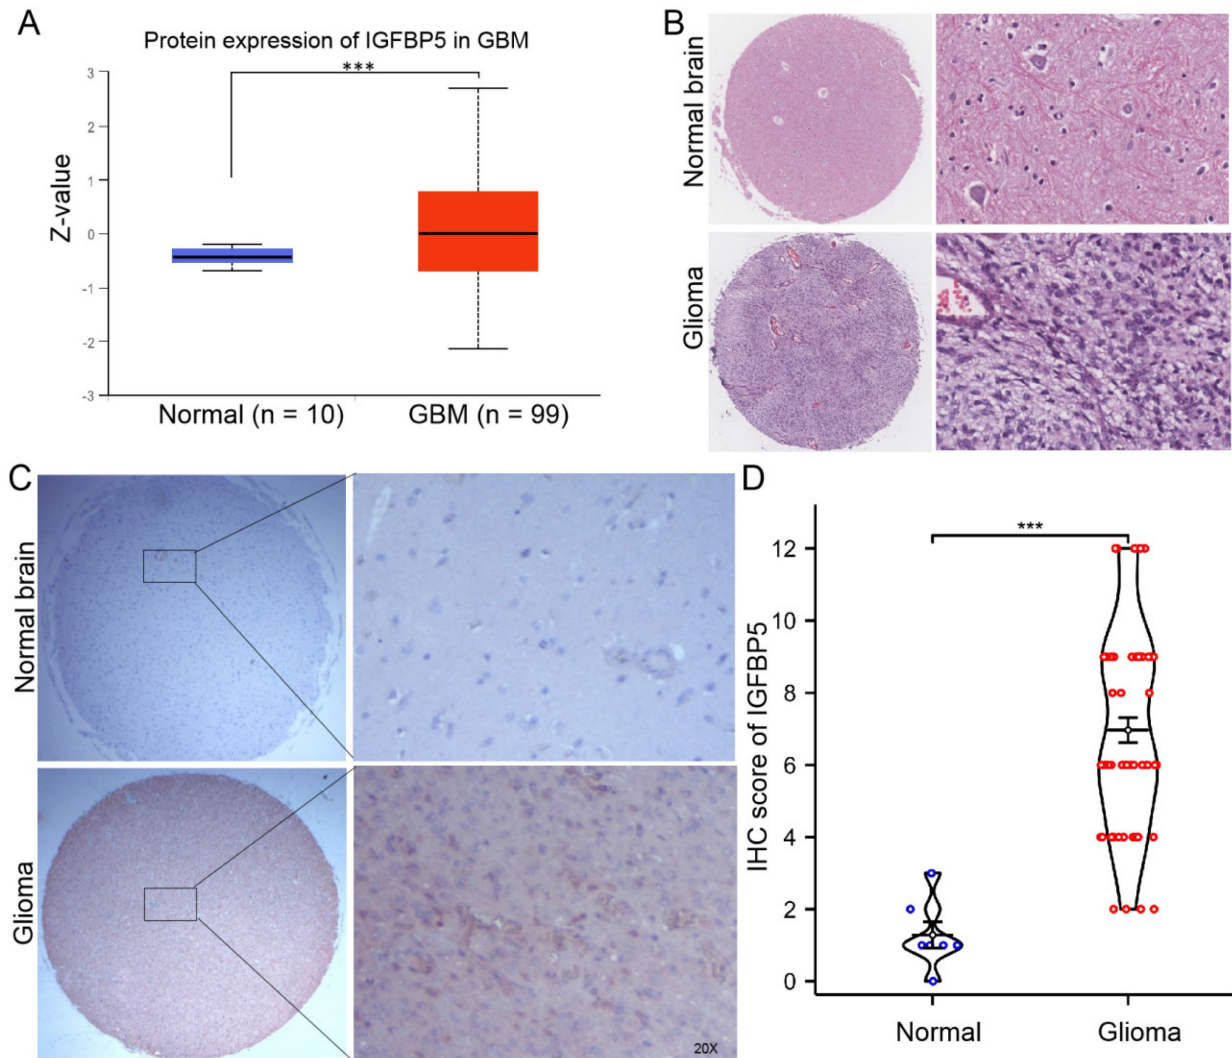 A
Protein expression of IGFBP5 in GBM
***
3
2
1
0
-1
-2
-3
Z-value
Normal (n = 10)
GBM (n = 99)
B
Normal brain
Glioma
C
Normal brain
Glioma
20X
D
***
12
10
8
6
4
2
0
IHC score of IGFBP5
Normal
Glioma